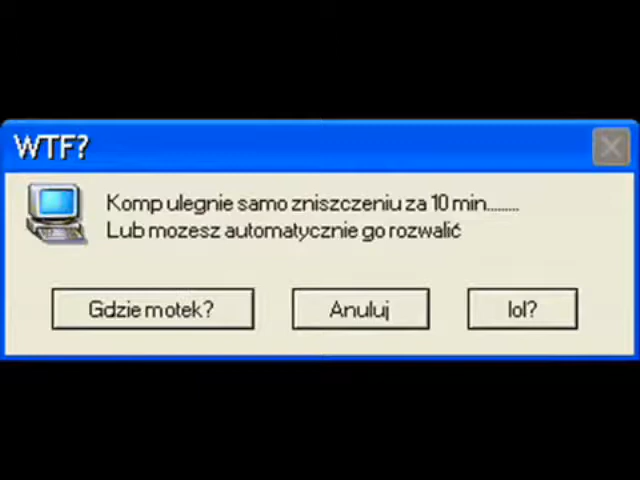 WTF?
Komp ulegnie samo zniszczeniu za 10 min........
Lub mozesz automatycznie go rozwalić
Gdzie motek?
Anuluj
lol?